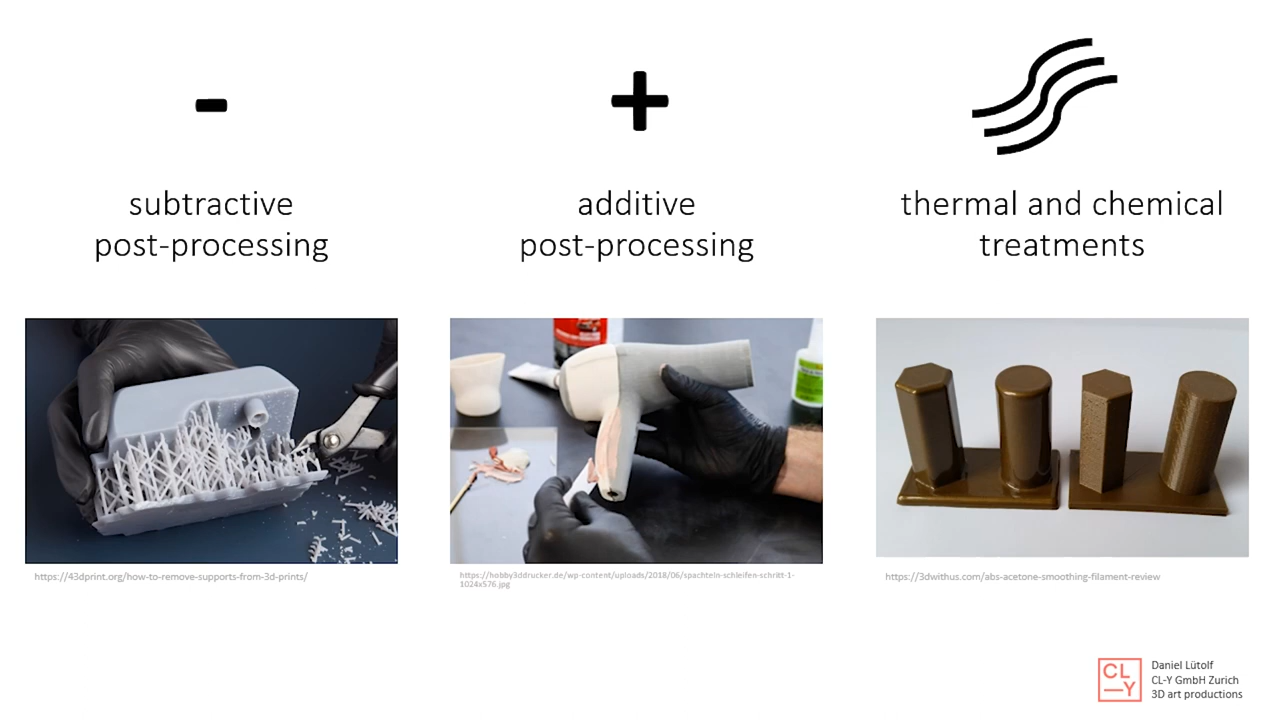 -
+
subtractive
post-processing
additive
post-processing
thermal and chemical
treatments
https://43dprint.org/how-to-remove-supports-from-3d-prints/
https://hobby3ddrucker.de/wp-content/uploads/2018/06/spachteln-schleifen-schritt-1-
1024x576.jpg
https://3dwithus.com/abs-acetone-smoothing-filament-review
CL
—Y
Daniel Lütolf
CL-Y GmbH Zurich
3D art productions